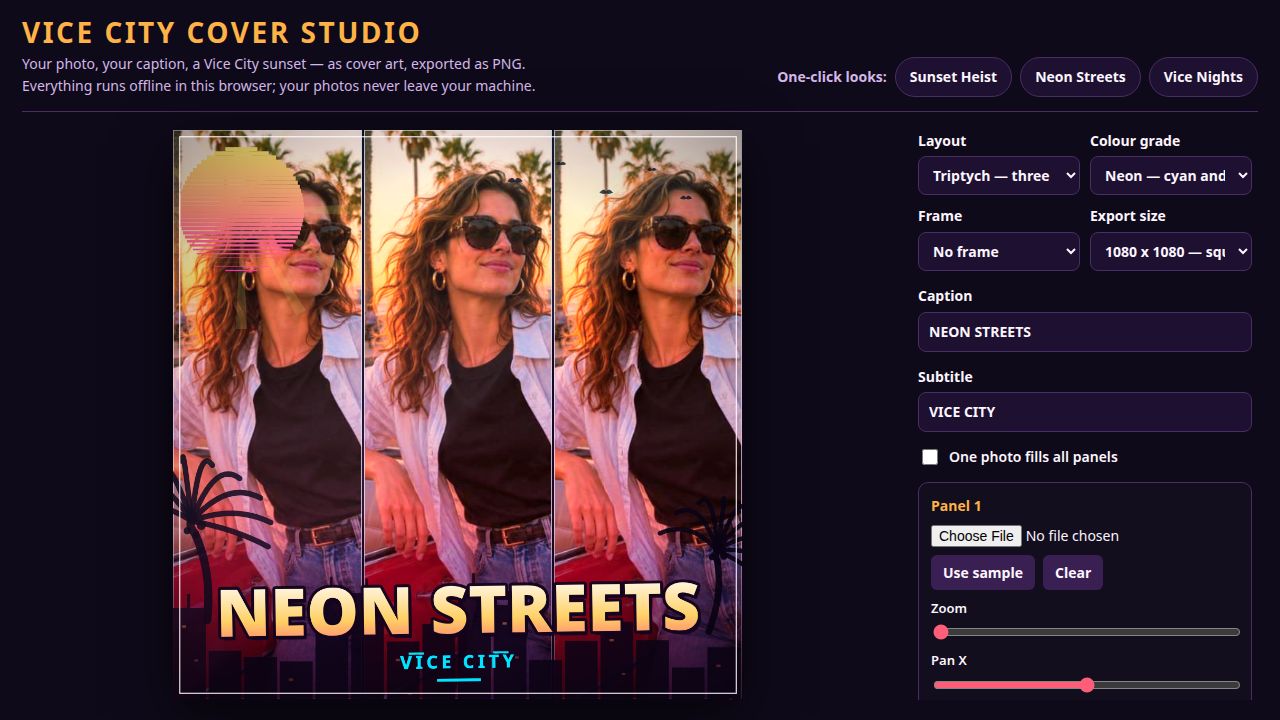 VICE CITY COVER STUDIO
Your photo, your caption, a Vice City sunset — as cover art, exported as PNG.
Everything runs offline in this browser; your photos never leave your machine.
One-click looks:
Sunset Heist
Neon Streets
Vice Nights
NEON STREETS
VICE CITY
Layout
Colour grade
Triptych — three
Neon — cyan and
Frame
Export size
No frame
1080 x 1080 — squ
Caption
NEON STREETS
Subtitle
VICE CITY
One photo fills all panels
Panel 1
Choose File No file chosen
Use sample
Clear
Zoom
Pan X